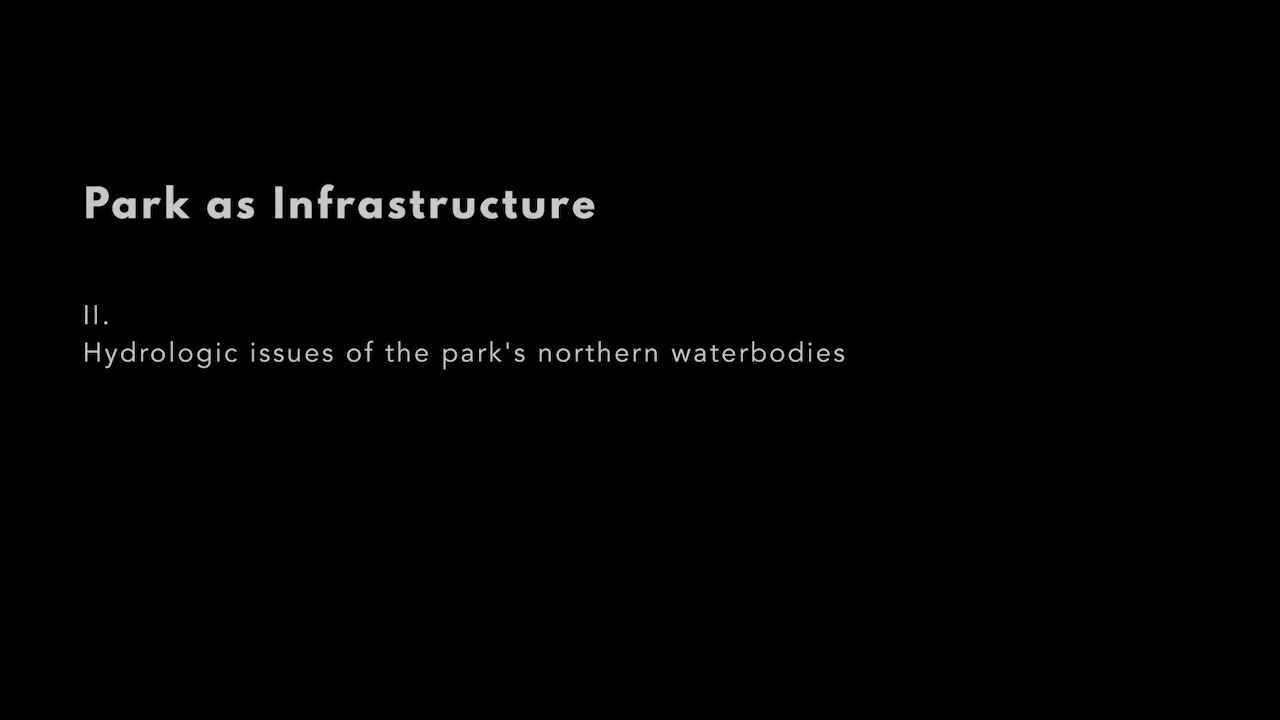 Park as Infrastructure
II.
Hydrologic issues of the park's northern waterbodies